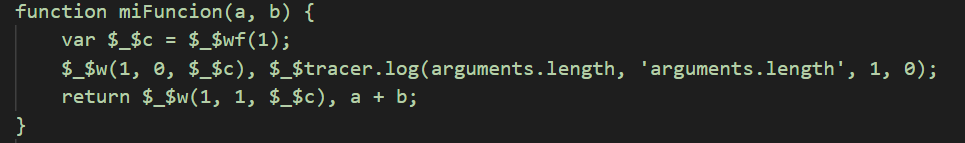 function miFuncion(a, b) {
    var $_$c = $_$wf(1);
    $_$w(1, 0, $_$c), $_$tracer.log(arguments.length, 'arguments.length', 1, 0);
    return $_$w(1, 1, $_$c), a + b;
}